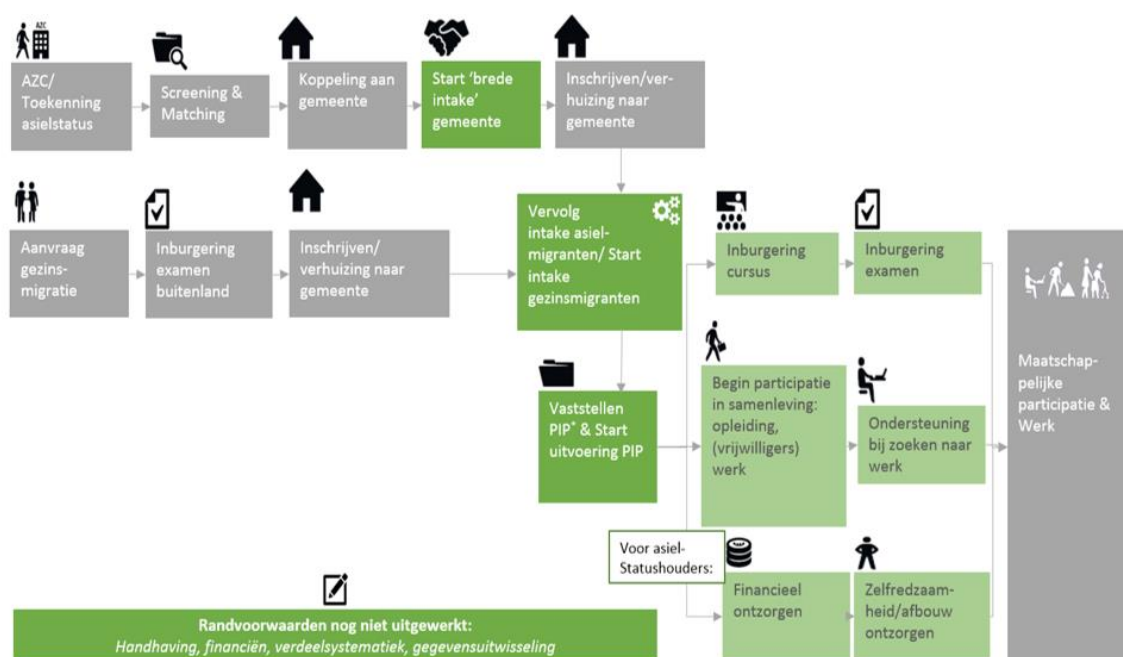 AZC
AZC/
Toekenning
asielstatus
Screening &
Matching
Koppeling aan
gemeente
Start ‘brede
intake’
gemeente
Inschrijven/ver-
huizing naar
gemeente
Aanvraag
gezins-
migratie
Inburgering
examen
buitenland
Inschrijven/
verhuizing naar
gemeente
Vervolg
intake asiel-
migranten/ Start
intake
gezinsmigranten
Inburgering
cursus
Inburgering
examen
Vaststellen
PIP* & Start
uitvoering PIP
Begin participatie
in samenleving:
opleiding,
(vrijwilligers)
werk
Ondersteuning
bij zoeken naar
werk
Maatschap-
pelijke
participatie &
Werk
Voor asiel-
Statushouders:
Financieel
ontzorgen
Zelfredzaam-
heid/afbouw
ontzorgen
Randvoorwaarden nog niet uitgewerkt:
Handhaving, financiën, verdeelsystematiek, gegevensuitwisseling